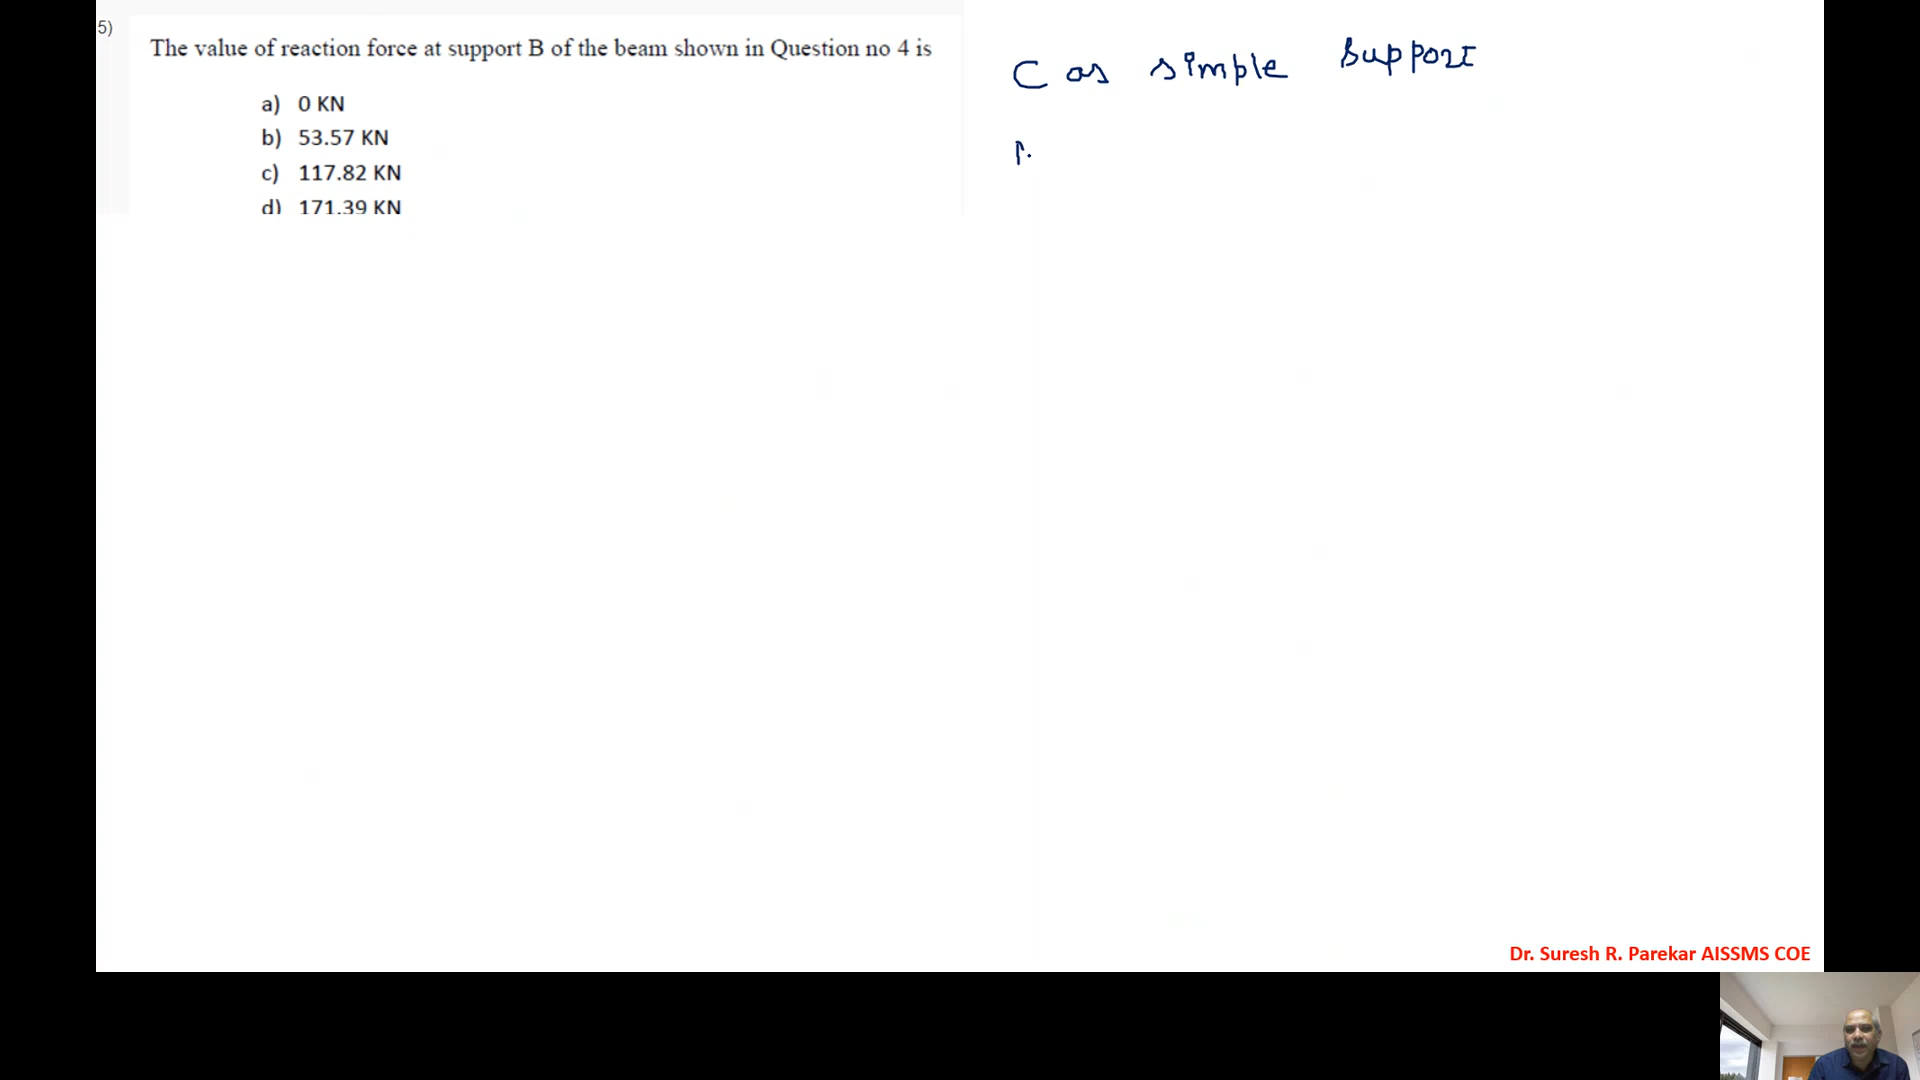 5)
The value of reaction force at support B of the beam shown in Question no 4 is
a) 0 KN
b) 53.57 KN
c) 117.82 KN
d) 171.39 KN
C as simple support
Dr. Suresh R. Parekar AISSMS COE